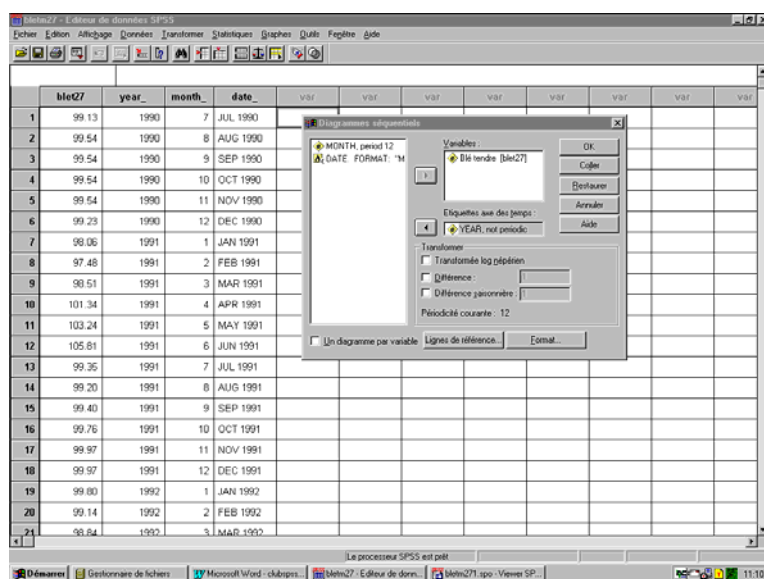 bletm27 - Editeur de données SPSS
Fichier Edition Affichage Données Transformer Statistiques Graphes Outils Fenêtre Aide
blet27 year_ month_ date_ var var var var var var var
1 99.13 1990 7 JUL 1990
2 99.54 1990 8 AUG 1990
3 99.54 1990 9 SEP 1990
4 99.54 1990 10 OCT 1990
5 99.54 1990 11 NOV 1990
6 99.23 1990 12 DEC 1990
7 98.06 1991 1 JAN 1991
8 97.48 1991 2 FEB 1991
9 98.51 1991 3 MAR 1991
10 101.34 1991 4 APR 1991
11 103.24 1991 5 MAY 1991
12 105.81 1991 6 JUN 1991
13 99.35 1991 7 JUL 1991
14 99.20 1991 8 AUG 1991
15 99.40 1991 9 SEP 1991
16 99.76 1991 10 OCT 1991
17 99.97 1991 11 NOV 1991
18 99.97 1991 12 DEC 1991
19 99.80 1992 1 JAN 1992
20 99.14 1992 2 FEB 1992
21 98.84 1992 3 MAR 1992
Diagrammes séquentiels
MONTH, period 12
DATE. FORMAT: "M
Variables :
Blé tendre [blet27]
Etiquettes axe des temps :
YEAR, not periodic
Transformer
Transformée log népérien
Différence : 1
Différence saisonnière : 1
Périodicité courante : 12
OK
Coller
Restaurer
Annuler
Aide
Un diagramme par variable
Lignes de référence...
Format...
Le processeur SPSS est prêt
Démarrer
Gestionnaire de fichiers
Microsoft Word - clubspss...
bletm27 - Editeur de donn...
bletm271.spo - Viewer SP...
11:10